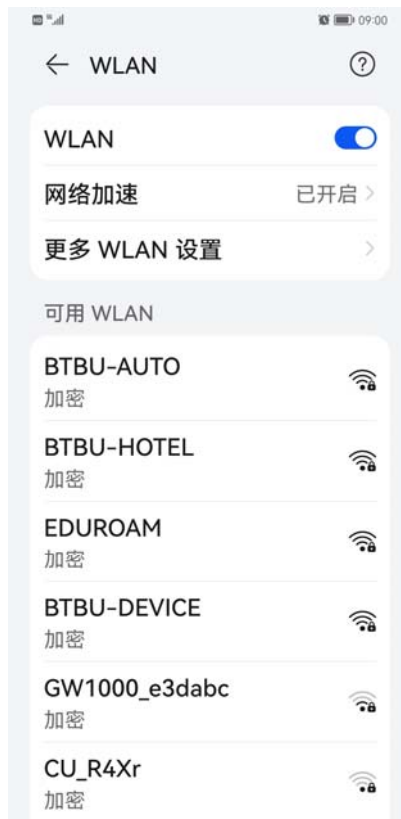 09:00
WLAN
WLAN
网络加速 已开启
更多 WLAN 设置
可用 WLAN
BTBU-AUTO
加密
BTBU-HOTEL
加密
EDUROAM
加密
BTBU-DEVICE
加密
GW1000_e3dabc
加密
CU_R4Xr
加密